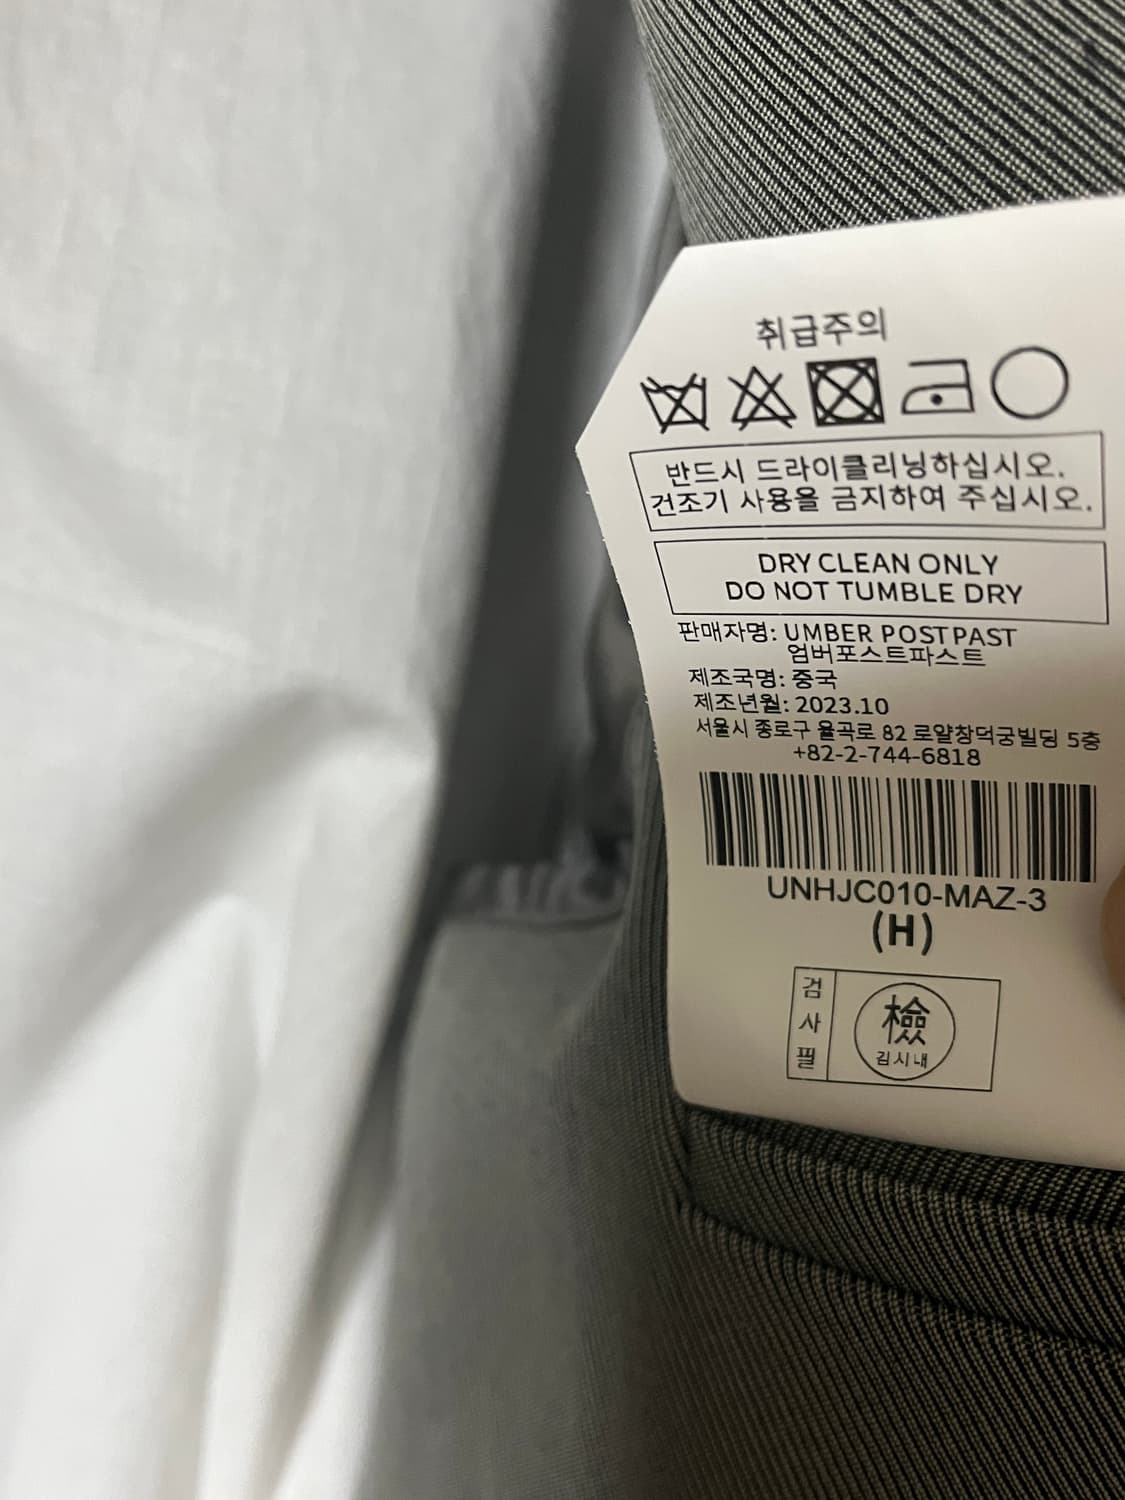 취급주의
반드시 드라이클리닝하십시오.
건조기 사용을 금지하여 주십시오.
DRY CLEAN ONLY
DO NOT TUMBLE DRY
판매자명: UMBER POSTPAST
엄버포스트파스트
제조국명: 중국
제조년월: 2023.10
서울시 종로구 율곡로 82 로얄창덕궁빌딩 5층
+82-2-744-6818
UNHJC010-MAZ-3
(H)
검사필
檢
김시내